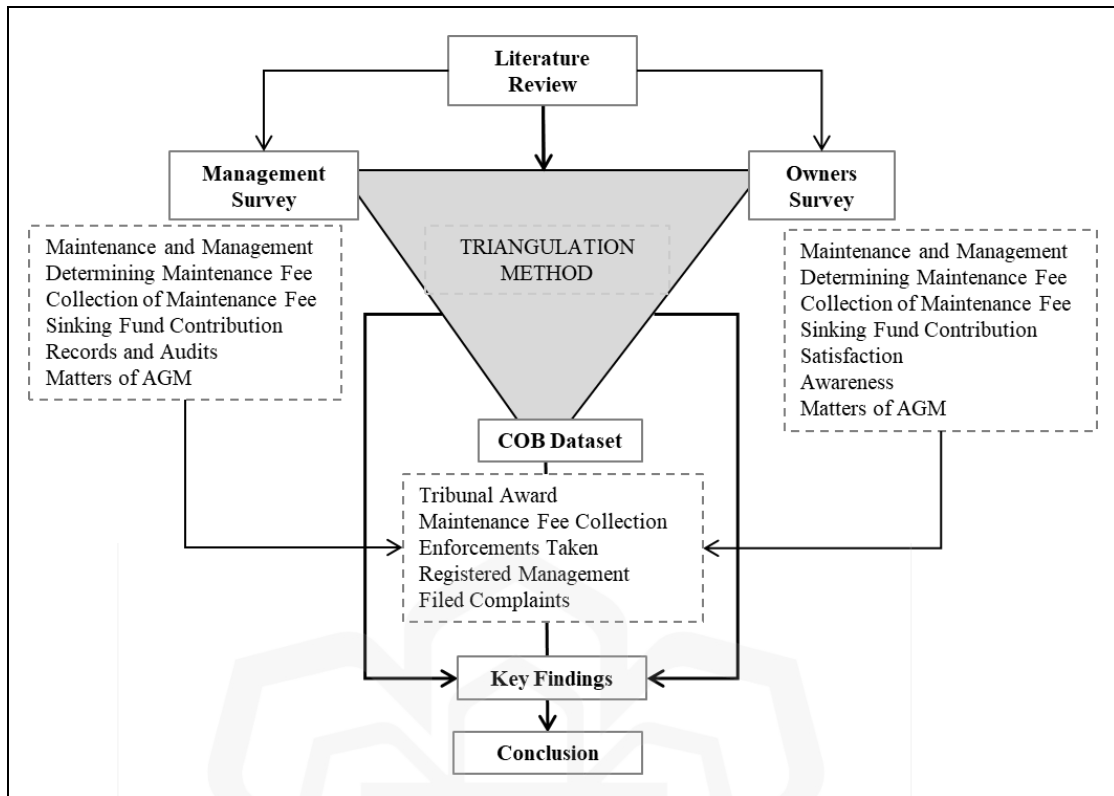 Literature
Review
Management
Survey
Owners
Survey
TRIANGULATION
METHOD
Maintenance and Management
Determining Maintenance Fee
Collection of Maintenance Fee
Sinking Fund Contribution
Records and Audits
Matters of AGM
Maintenance and Management
Determining Maintenance Fee
Collection of Maintenance Fee
Sinking Fund Contribution
Satisfaction
Awareness
Matters of AGM
COB Dataset
Tribunal Award
Maintenance Fee Collection
Enforcements Taken
Registered Management
Filed Complaints
Key Findings
Conclusion